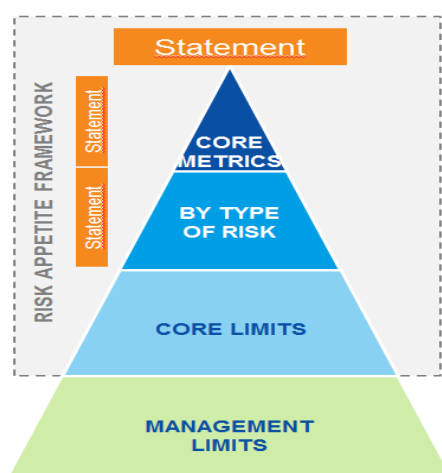 Statement
RISK APPETITE FRAMEWORK
Statement
Statement
CORE
METRICS
BY TYPE
OF RISK
CORE LIMITS
MANAGEMENT
LIMITS